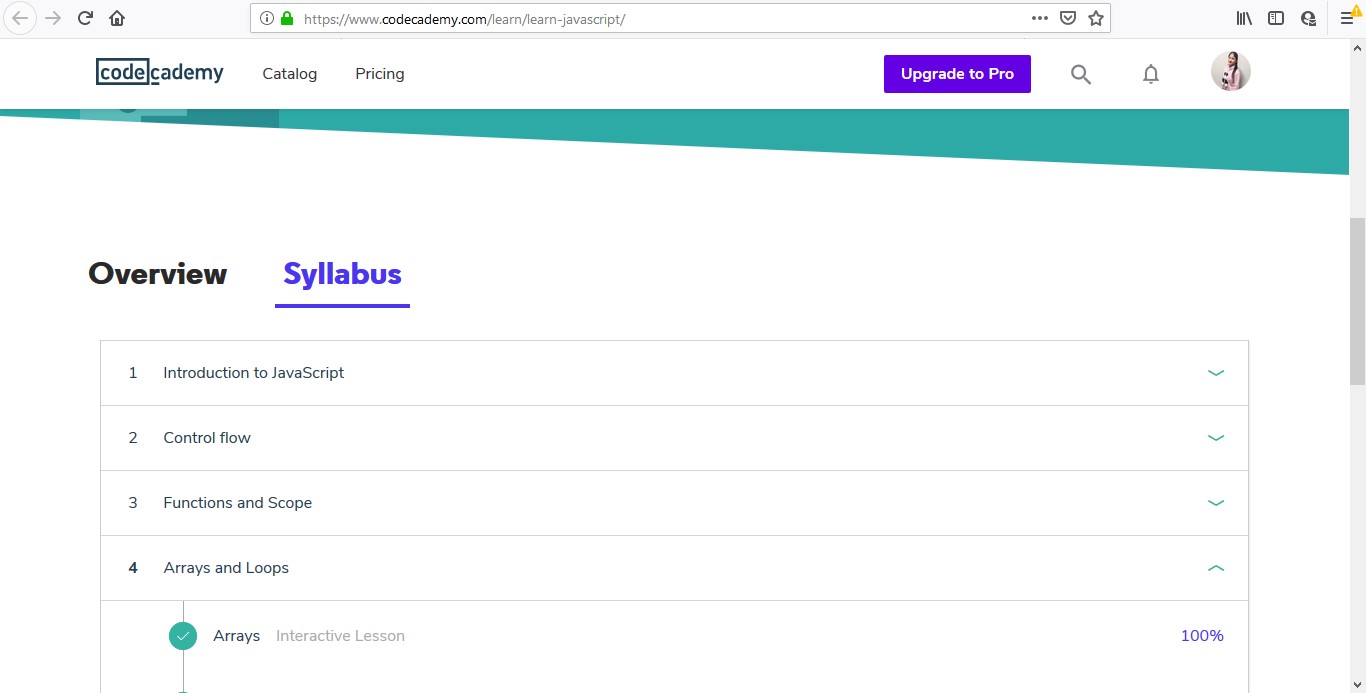 https://www.codecademy.com/learn/learn-javascript/
codecademy Catalog Pricing Upgrade to Pro
Overview Syllabus
1 Introduction to JavaScript
2 Control flow
3 Functions and Scope
4 Arrays and Loops
Arrays Interactive Lesson 100%